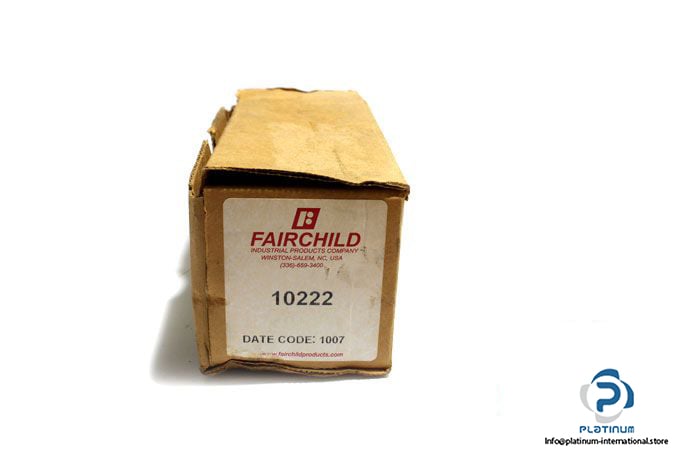 FAIRCHILD
INDUSTRIAL PRODUCTS COMPANY
WINSTON-SALEM, NC, USA
(336)-659-3400
10222
DATE CODE: 1007
www.fairchildproducts.com
PLATINUM
Info@platinum-international.store